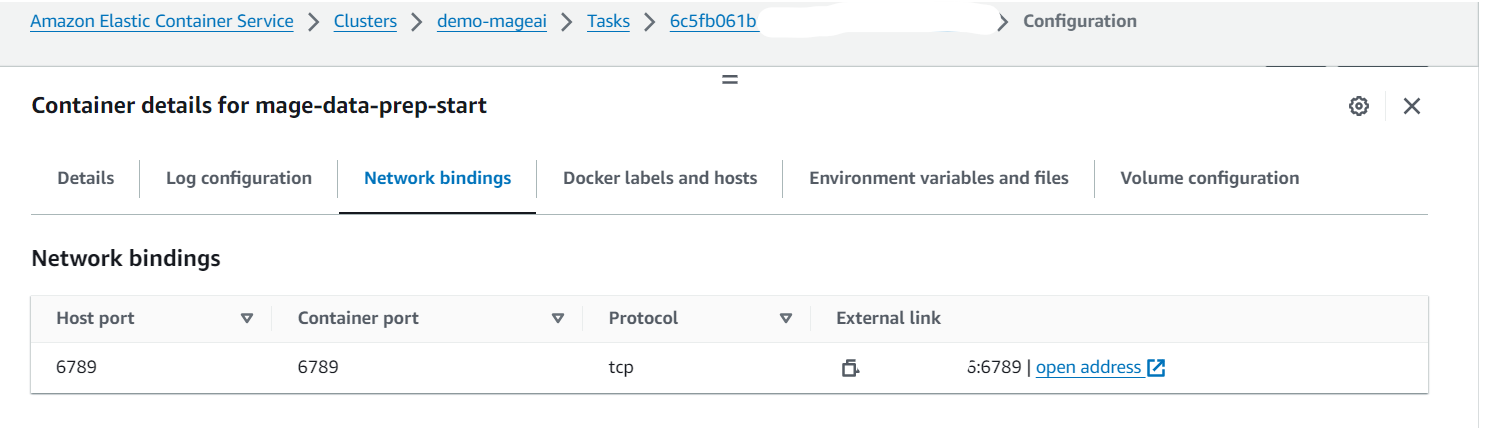 Amazon Elastic Container Service > Clusters > demo-mageai > Tasks > 6c5fb061b > Configuration
Container details for mage-data-prep-start
Details Log configuration Network bindings Docker labels and hosts Environment variables and files Volume configuration
Network bindings
Host port Container port Protocol External link
6789 6789 tcp :6789 | open address